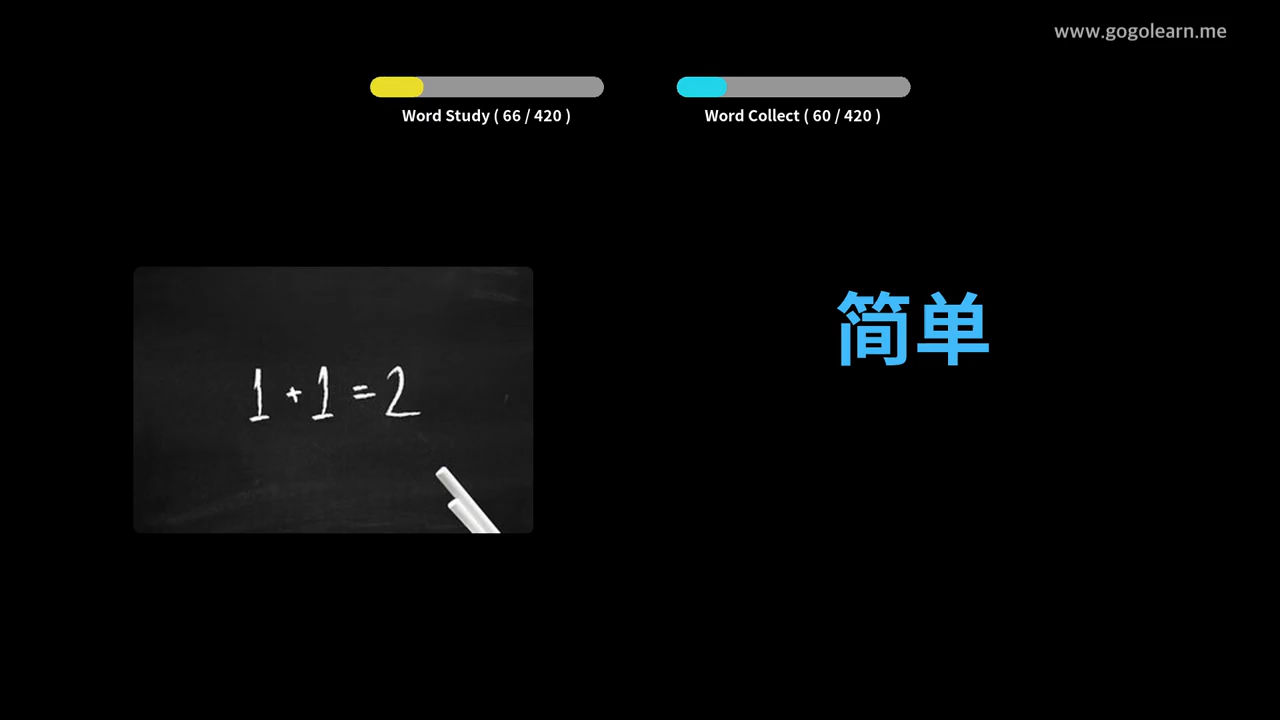 www.gogolearn.me
Word Study ( 66 / 420 )
Word Collect ( 60 / 420 )
简单
1 + 1 = 2